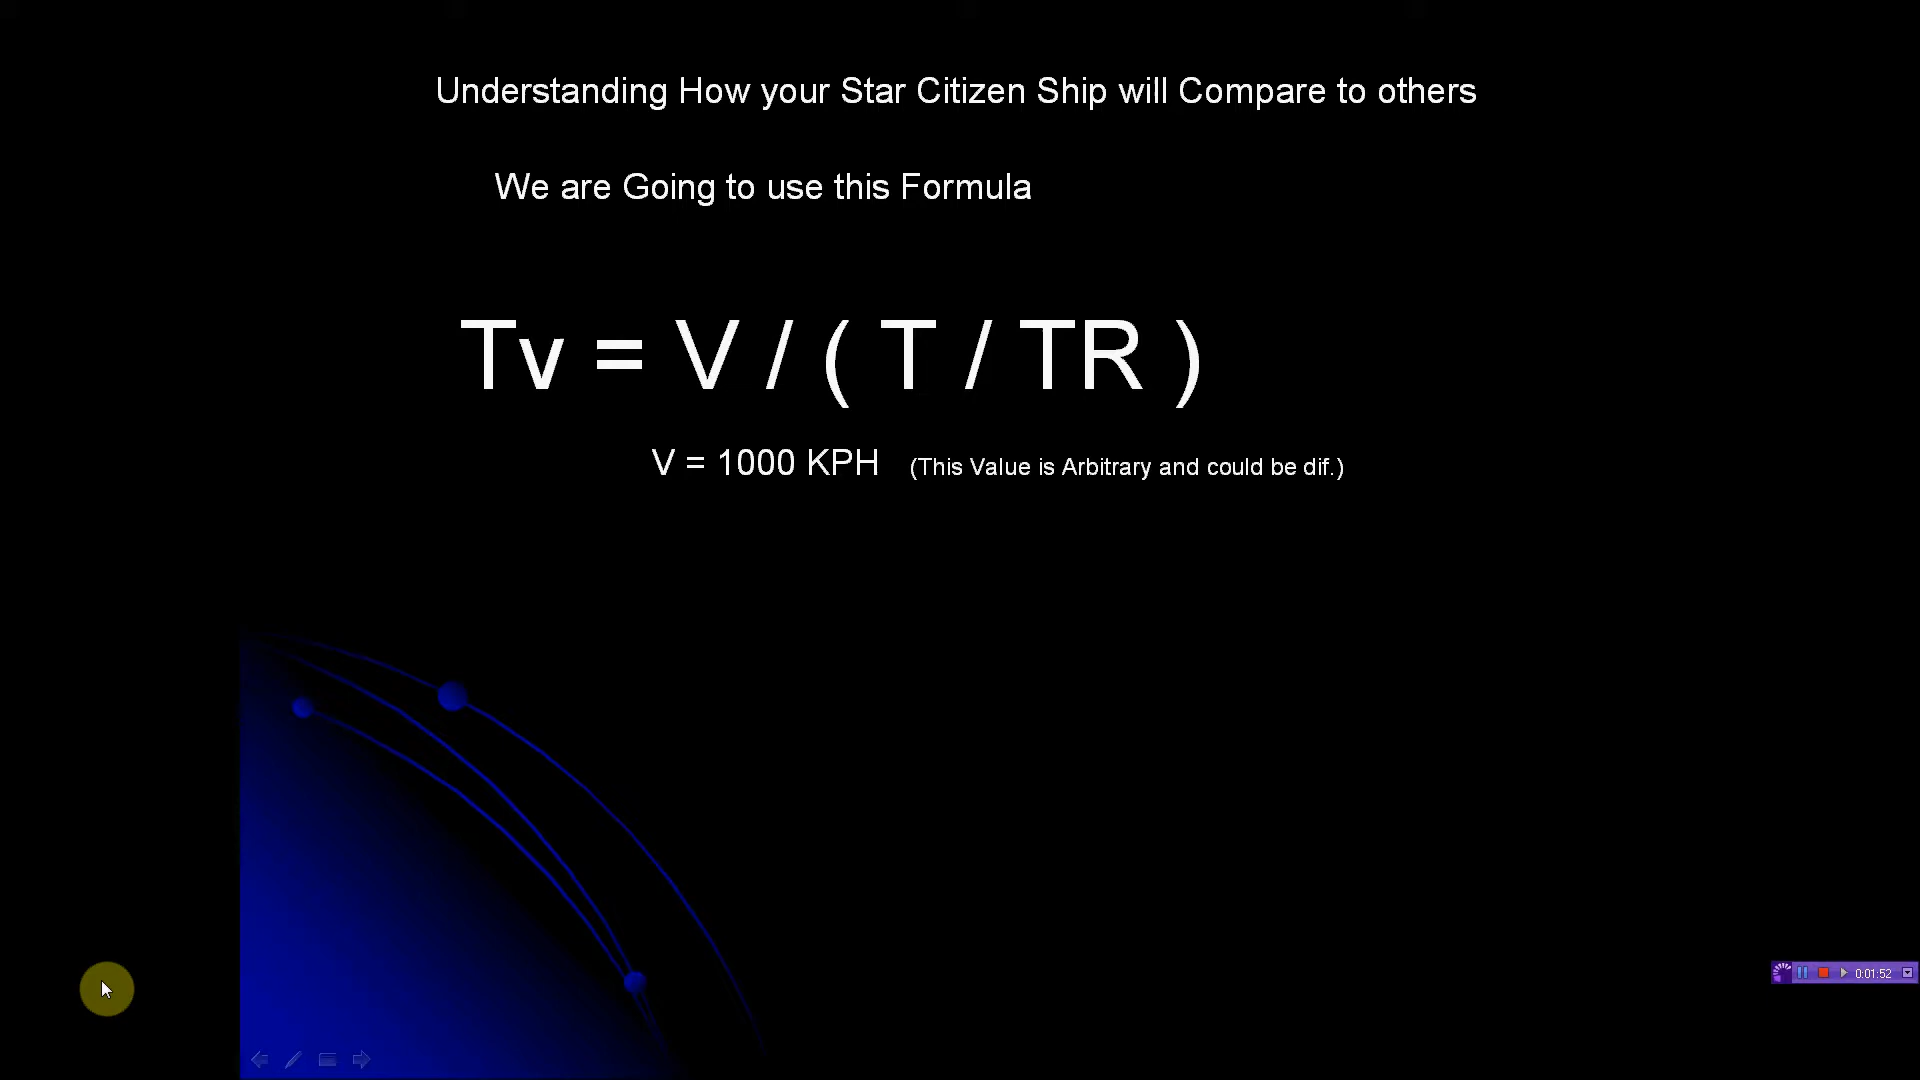 Understanding How your Star Citizen Ship will Compare to others
We are Going to use this Formula
Tv = V / ( T / TR )
V = 1000 KPH (This Value is Arbitrary and could be dif.)
0:01:52